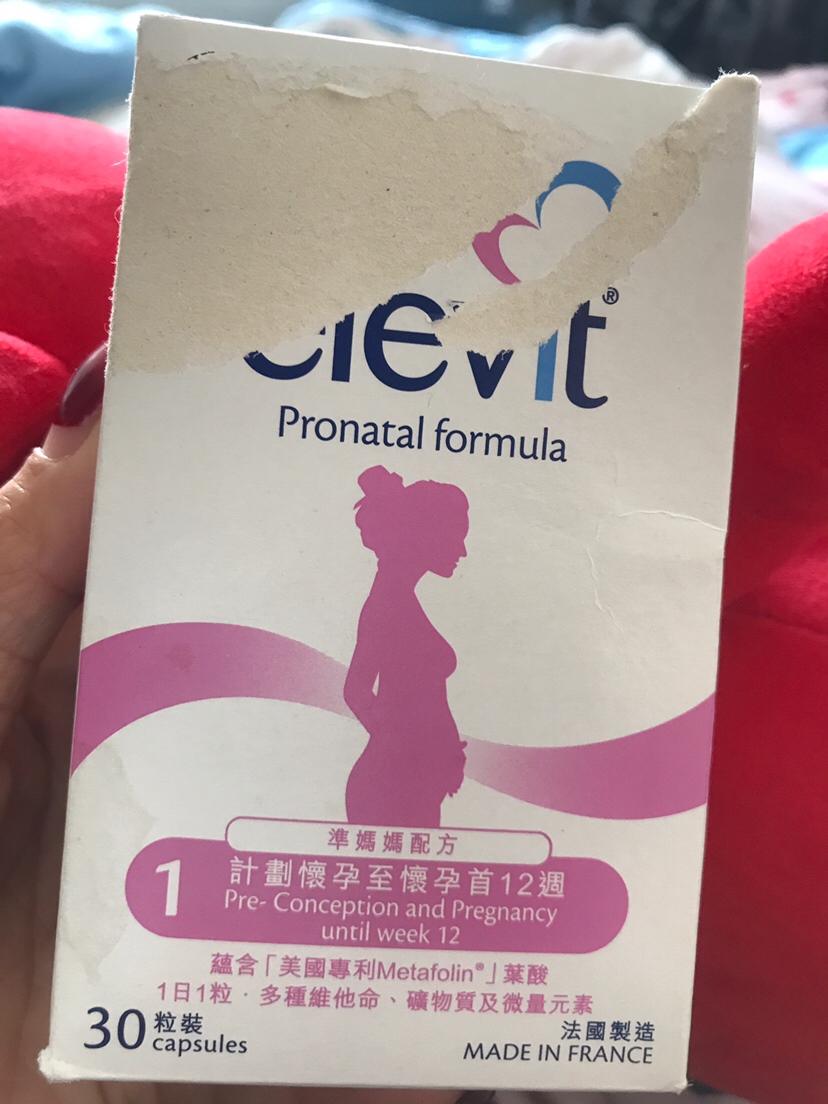 elevit®
Pronatal formula
準媽媽配方
1
計劃懷孕至懷孕首12週
Pre- Conception and Pregnancy
until week 12
蘊含「美國專利Metafolin®」葉酸
1日1粒．多種維他命、礦物質及微量元素
30粒裝
capsules
法國製造
MADE IN FRANCE